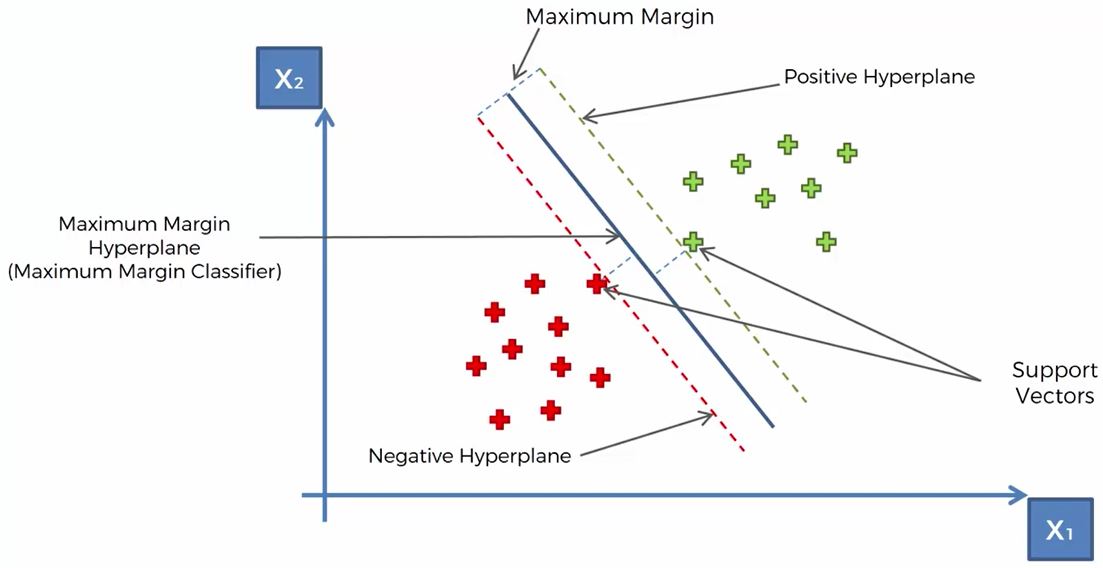 Maximum Margin
X₂
Positive Hyperplane
Maximum Margin
Hyperplane
(Maximum Margin Classifier)
Support
Vectors
Negative Hyperplane
X₁